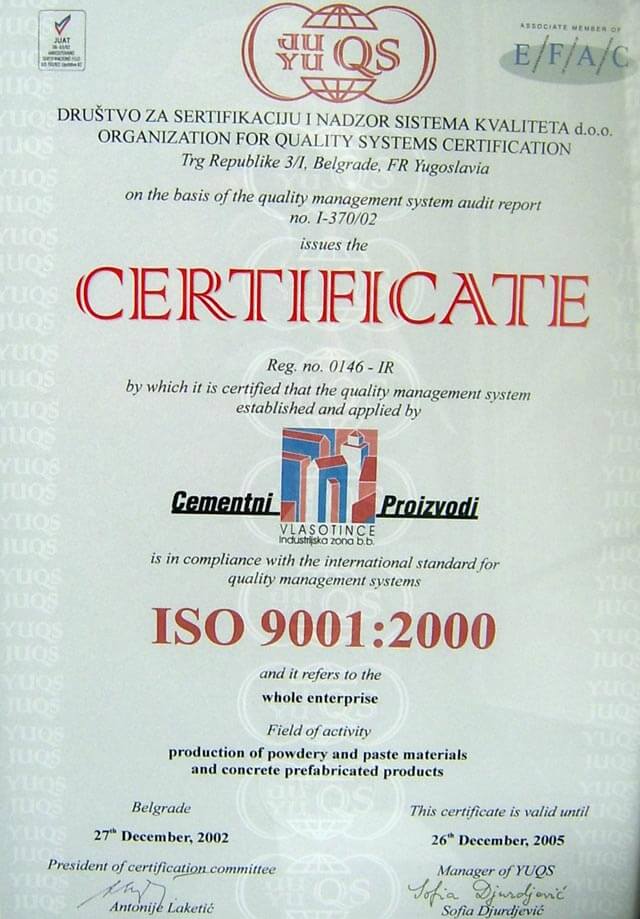 JUAT
JU QS
YU
ASSOCIATE MEMBER OF
E/F/A/C
DRUŠTVO ZA SERTIFIKACIJU I NADZOR SISTEMA KVALITETA d.o.o.
ORGANIZATION FOR QUALITY SYSTEMS CERTIFICATION
Trg Republike 3/I, Belgrade, FR Yugoslavia
on the basis of the quality management system audit report
no. I-370/02
issues the
CERTIFICATE
Reg. no. 0146 - IR
by which it is certified that the quality management system
established and applied by
Cementni Proizvodi
VLASOTINCE
Industrijska zona b.b.
is in compliance with the international standard for
quality management systems
ISO 9001:2000
and it refers to the
whole enterprise
Field of activity
production of powdery and paste materials
and concrete prefabricated products
Belgrade
27th December, 2002
This certificate is valid until
26th December, 2005
President of certification committee
Antonije Laketić
Manager of YUQS
Sofia Djurdjević
Sofia Djurdjević